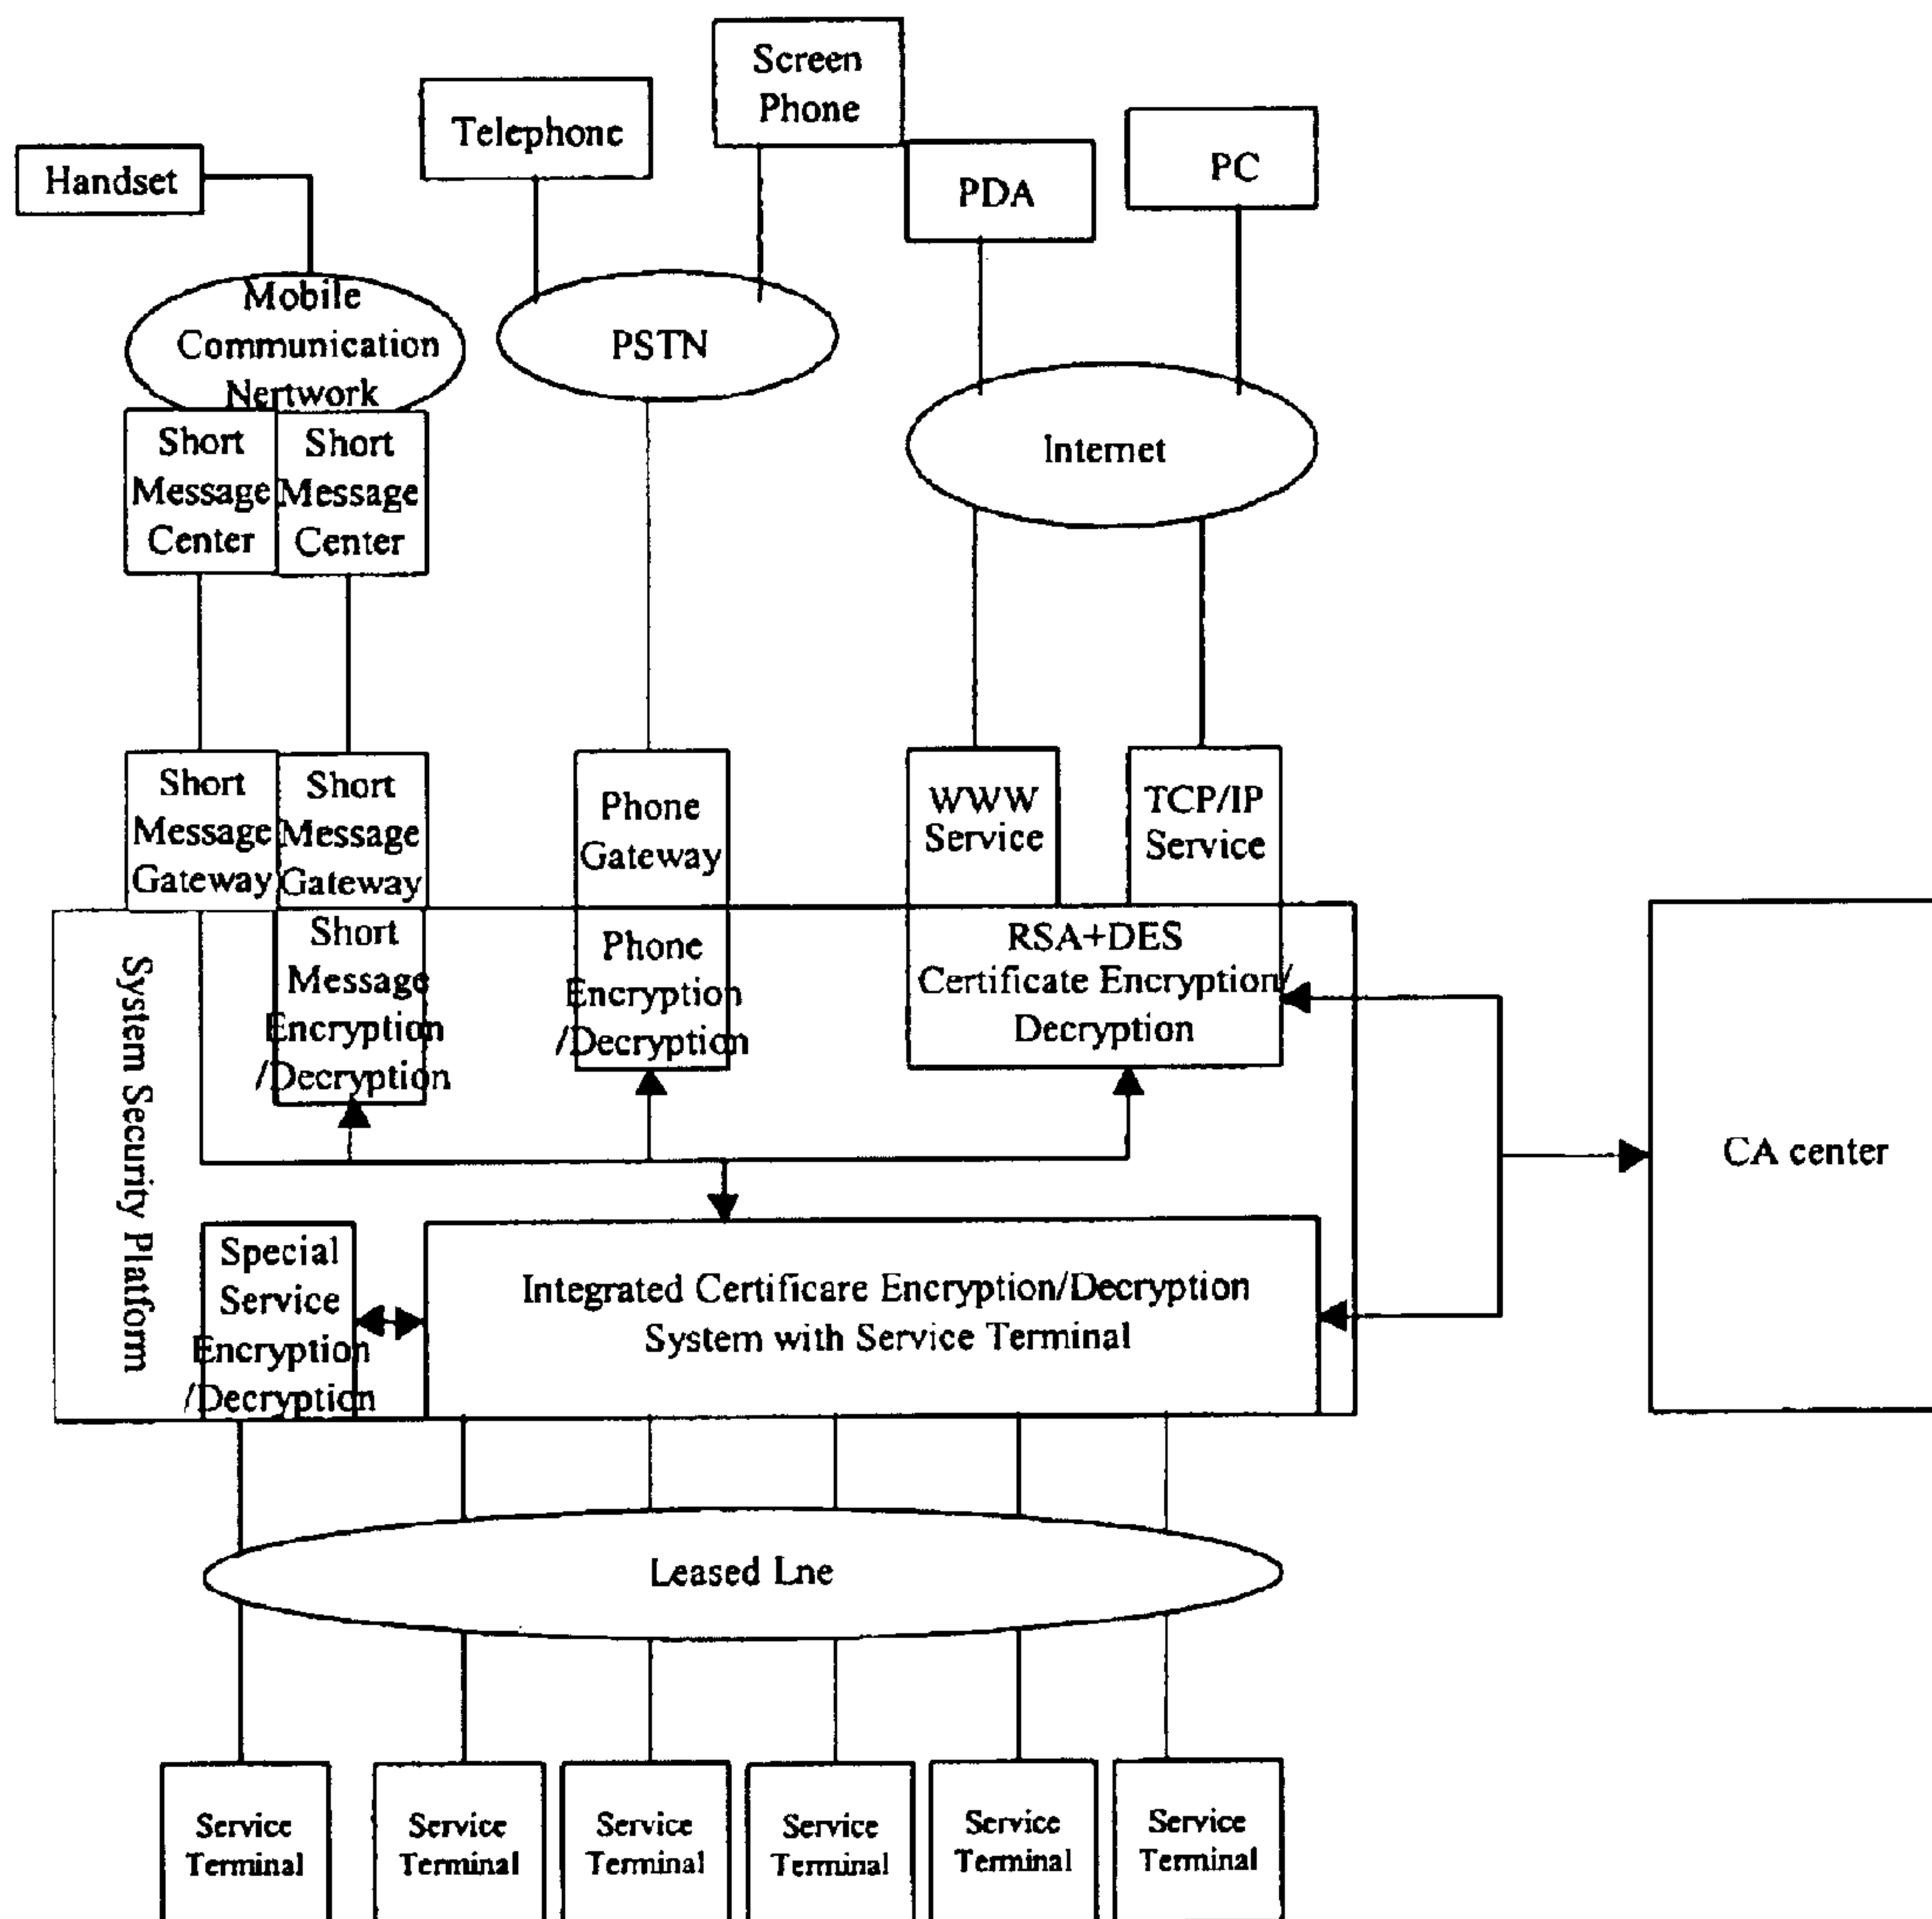 Screen
Phone
Telephone
PC
Handset
PDA
Mobile
Communication
Nertwork
PSTN
Internet
Short
Message
Center
Short
Message
Center
Short
Message
Gateway
Short
Message
Gateway
Phone
Gateway
WWW
Service
TCP/IP
Service
System Security Platform
Short
Message
Encryption
/Decryption
Phone
Encryption
/Decryption
RSA+DES
Certificate Encryption/
Decryption
CA center
Special
Service
Encryption
/Decryption
Integrated Certificare Encryption/Decryption
System with Service Terminal
Leased Lne
Service
Terminal
Service
Terminal
Service
Terminal
Service
Terminal
Service
Terminal
Service
Terminal